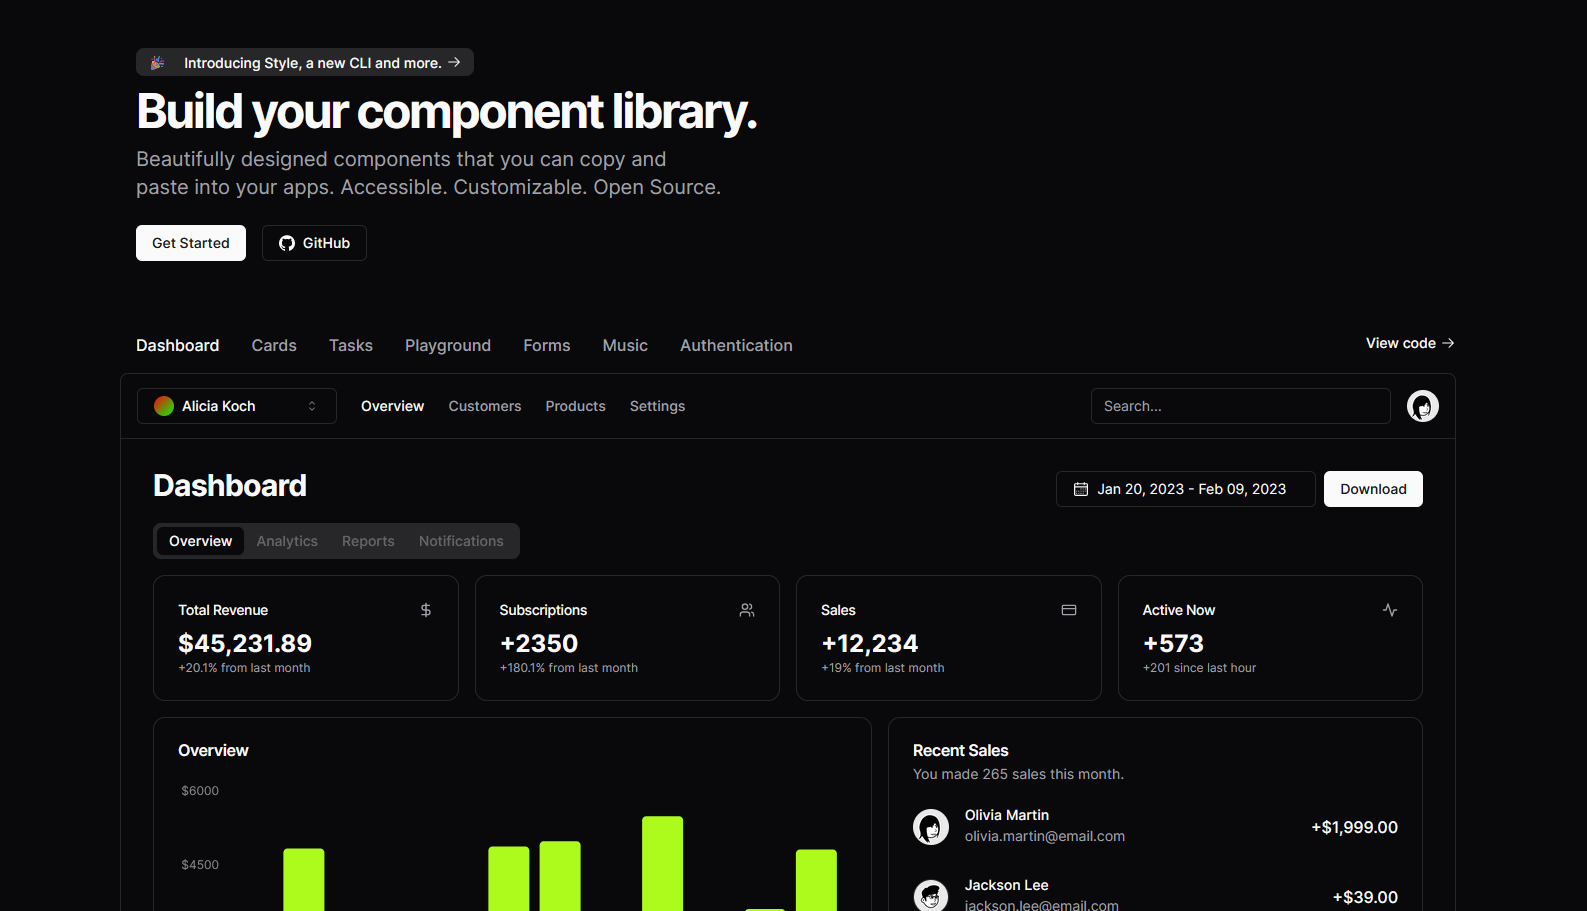 Introducing Style, a new CLI and more. →
Build your component library.
Beautifully designed components that you can copy and
paste into your apps. Accessible. Customizable. Open Source.
Get Started GitHub
Dashboard Cards Tasks Playground Forms Music Authentication View code →
Alicia Koch Overview Customers Products Settings Search...
Dashboard
Jan 20, 2023 - Feb 09, 2023 Download
Overview Analytics Reports Notifications
Total Revenue
$45,231.89
+20.1% from last month
Subscriptions
+2350
+180.1% from last month
Sales
+12,234
+19% from last month
Active Now
+573
+201 since last hour
Overview
$6000
$4500
Recent Sales
You made 265 sales this month.
Olivia Martin
olivia.martin@email.com
+$1,999.00
Jackson Lee
jackson.lee@email.com
+$39.00